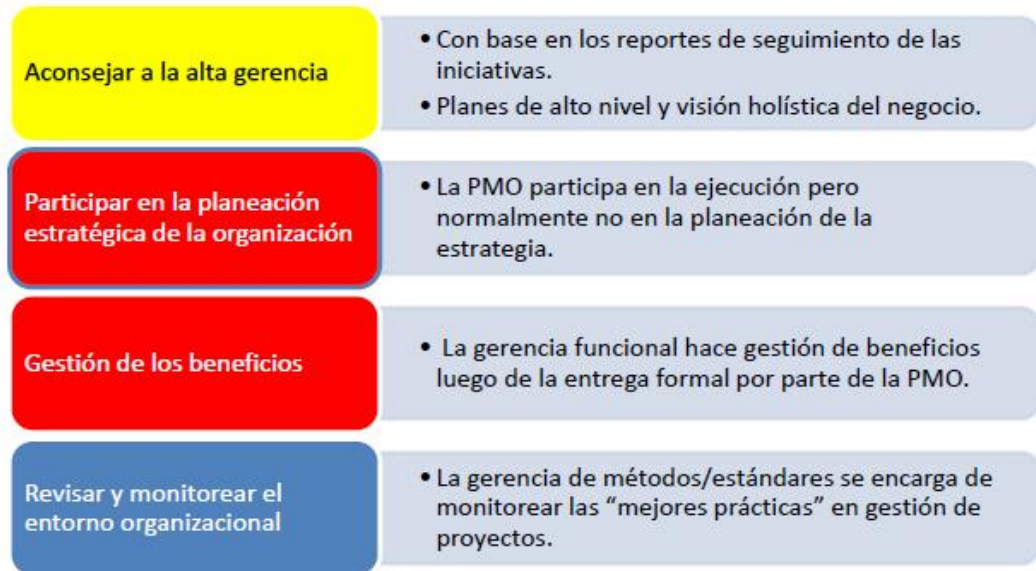 Aconsejar a la alta gerencia
• Con base en los reportes de seguimiento de las
iniciativas.
• Planes de alto nivel y visión holística del negocio.
Participar en la planeación
estratégica de la organización
• La PMO participa en la ejecución pero
normalmente no en la planeación de la
estrategia.
Gestión de los beneficios
• La gerencia funcional hace gestión de beneficios
luego de la entrega formal por parte de la PMO.
Revisar y monitorear el
entorno organizacional
• La gerencia de métodos/estándares se encarga de
monitorear las “mejores prácticas” en gestión de
proyectos.